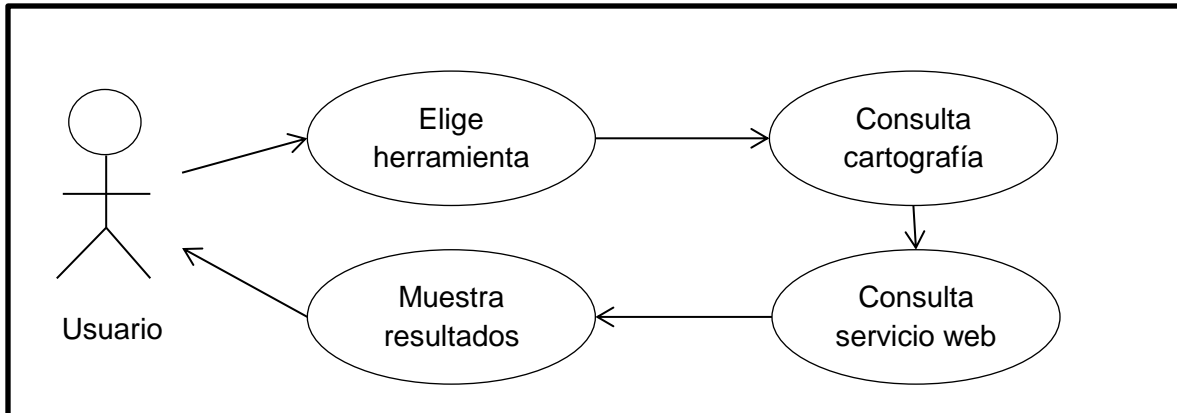 Elige
herramienta
Consulta
cartografía
Usuario
Muestra
resultados
Consulta
servicio web